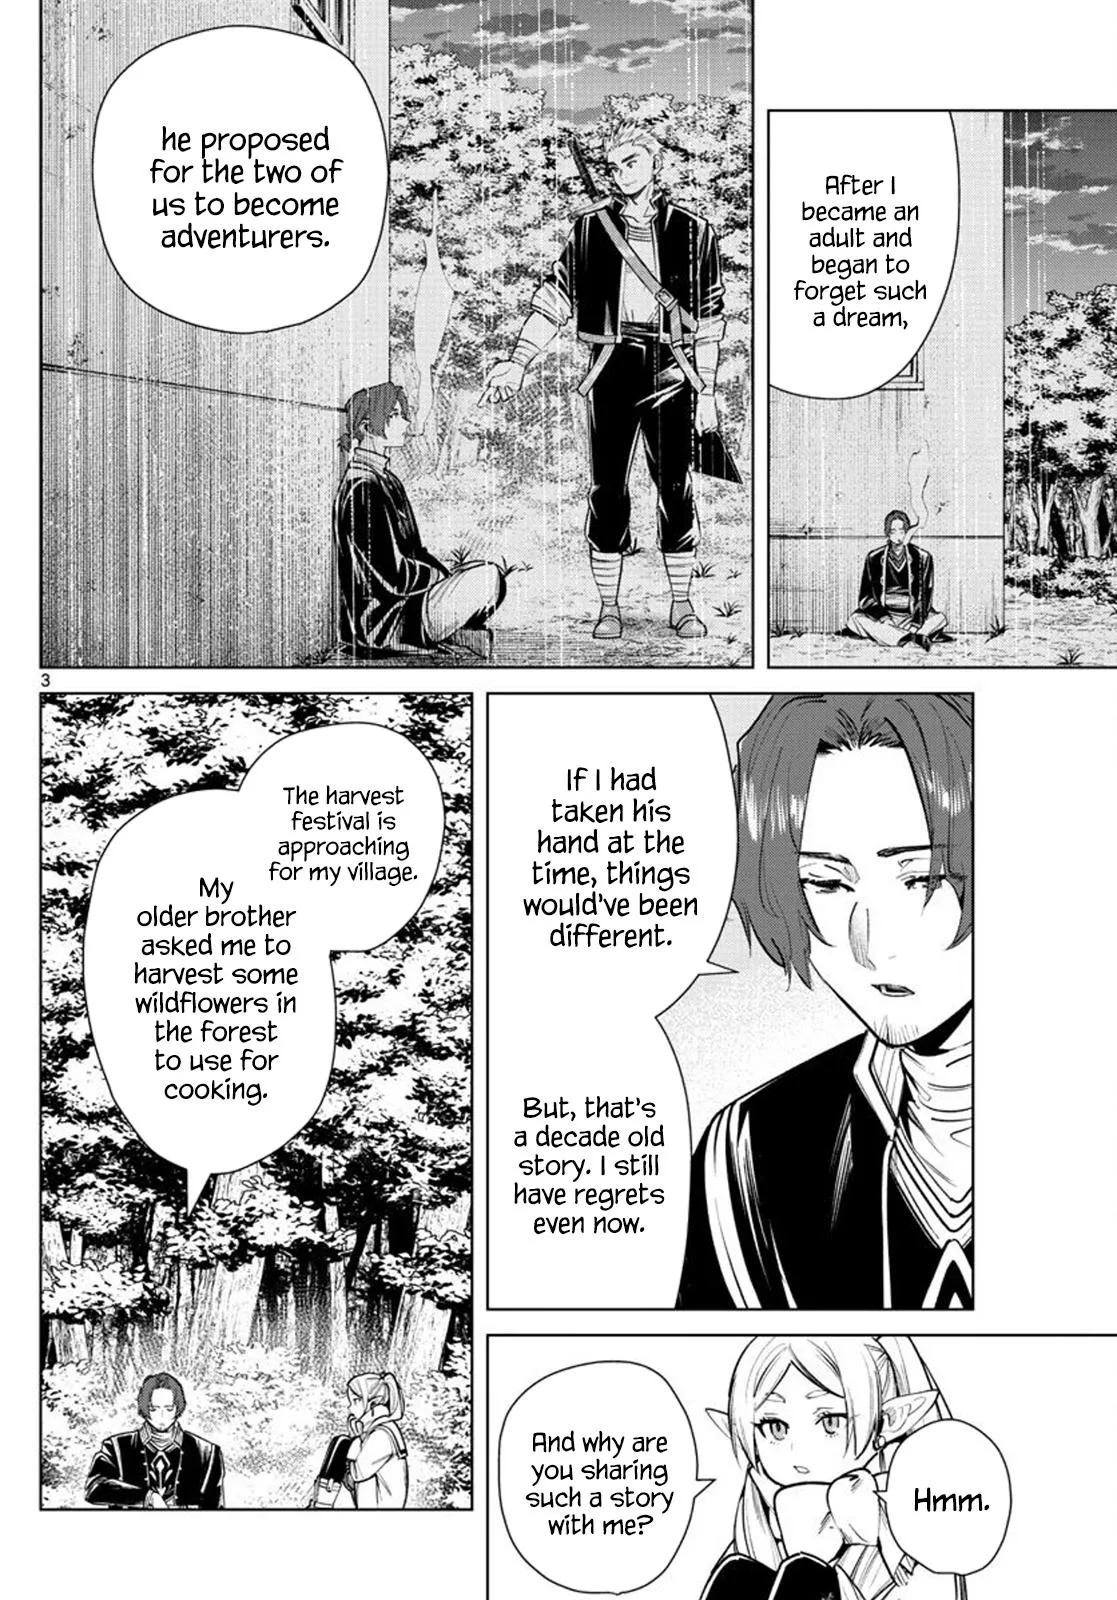 After I
became an
adult and
began to
forget such
a dream,
he proposed
for the two of
us to become
adventurers.
3
If I had
taken his
hand at the
time, things
would've been
different.
But, that's
a decade old
story. I still
have regrets
even now.
The harvest
festival is
approaching
for my village.
My
older brother
asked me to
harvest some
wildflowers in
the forest
to use for
cooking.
Hmm.
And why are
you sharing
such a story
with me?